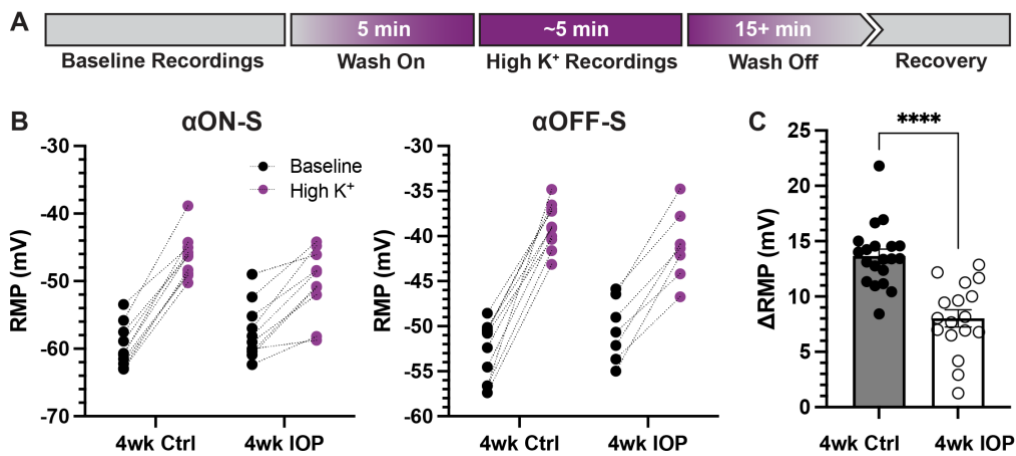 A
5 min
~5 min
15+ min
Baseline Recordings
Wash On
High K⁺ Recordings
Wash Off
Recovery
B
αON-S
Baseline
High K⁺
RMP (mV)
-30
-40
-50
-60
-70
4wk Ctrl
4wk IOP
αOFF-S
RMP (mV)
-30
-35
-40
-45
-50
-55
-60
4wk Ctrl
4wk IOP
C
****
ΔRMP (mV)
25
20
15
10
5
0
4wk Ctrl
4wk IOP